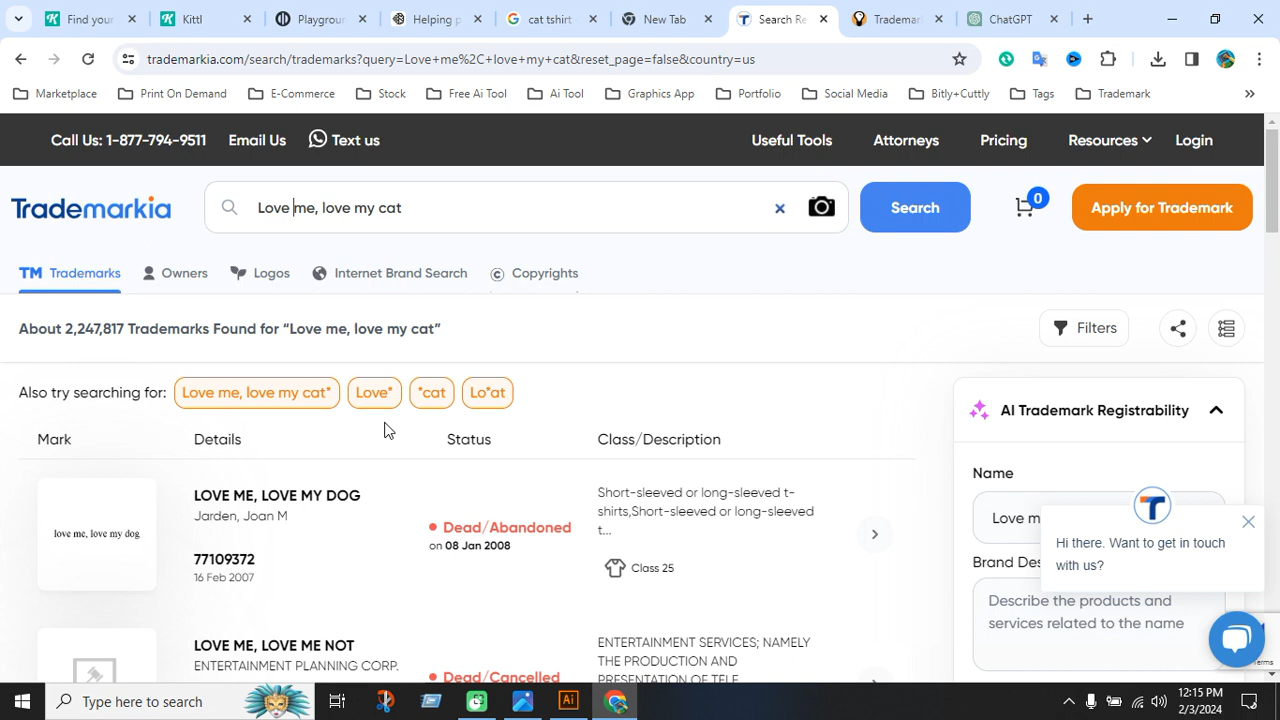 Find your
Kittl
Playgroun
Helping p
cat tshirt
New Tab
Search Re
Trademar
ChatGPT
trademarkia.com/search/trademarks?query=Love+me%2C+love+my+cat&reset_page=false&country=us
Marketplace
Print On Demand
E-Commerce
Stock
Free Ai Tool
Ai Tool
Graphics App
Portfolio
Social Media
Bitly+Cuttly
Tags
Trademark
Call Us: 1-877-794-9511
Email Us
Text us
Useful Tools
Attorneys
Pricing
Resources
Login
Trademarkia
Love me, love my cat
Search
0
Apply for Trademark
TM Trademarks
Owners
Logos
Internet Brand Search
© Copyrights
About 2,247,817 Trademarks Found for “Love me, love my cat”
Filters
Also try searching for:
Love me, love my cat*
Love*
*cat
Lo*at
Mark
Details
Status
Class/Description
love me, love my dog
LOVE ME, LOVE MY DOG
Jarden, Joan M
77109372
16 Feb 2007
Dead/Abandoned
on 08 Jan 2008
Short-sleeved or long-sleeved t-
shirts,Short-sleeved or long-sleeved
t...
Class 25
LOVE ME, LOVE ME NOT
ENTERTAINMENT PLANNING CORP.
Dead/Cancelled
ENTERTAINMENT SERVICES; NAMELY
THE PRODUCTION AND
PRESENTATION OF TELE
AI Trademark Registrability
Name
Love m
Brand Des
Describe the products and
services related to the name
Hi there. Want to get in touch
with us?
Terms
Type here to search
Ai
12:15 PM
2/3/2024